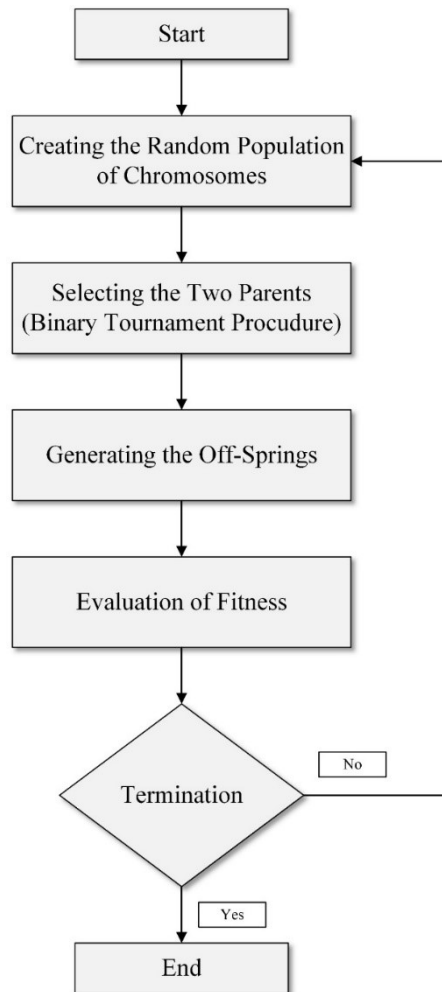 Start
Creating the Random Population
of Chromosomes
Selecting the Two Parents
(Binary Tournament Procudure)
Generating the Off-Springs
Evaluation of Fitness
Termination
No
Yes
End